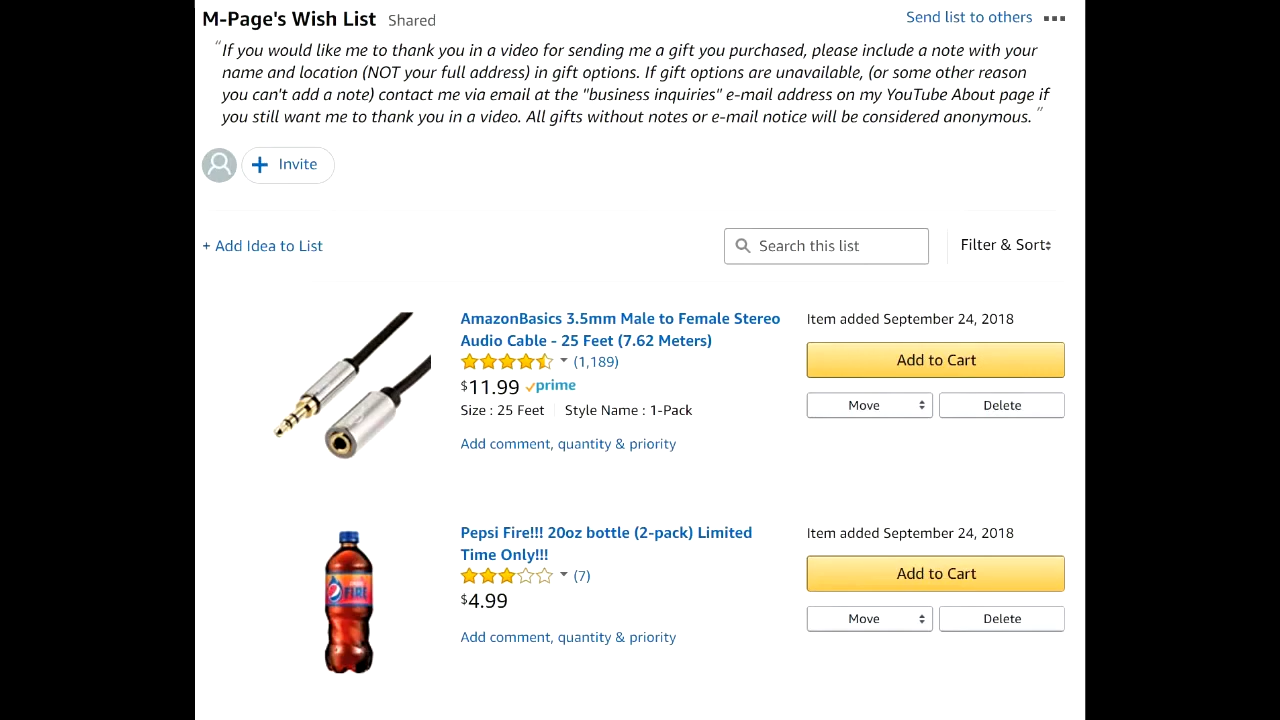 M-Page's Wish List Shared
Send list to others
“If you would like me to thank you in a video for sending me a gift you purchased, please include a note with your
name and location (NOT your full address) in gift options. If gift options are unavailable, (or some other reason
you can't add a note) contact me via email at the "business inquiries" e-mail address on my YouTube About page if
you still want me to thank you in a video. All gifts without notes or e-mail notice will be considered anonymous. ”
+ Invite
+ Add Idea to List
Search this list
Filter & Sort
AmazonBasics 3.5mm Male to Female Stereo
Audio Cable - 25 Feet (7.62 Meters)
(1,189)
$11.99 prime
Size : 25 Feet Style Name : 1-Pack
Add comment, quantity & priority
Item added September 24, 2018
Add to Cart
Move
Delete
FIRE
Pepsi Fire!!! 20oz bottle (2-pack) Limited
Time Only!!!
(7)
$4.99
Add comment, quantity & priority
Item added September 24, 2018
Add to Cart
Move
Delete